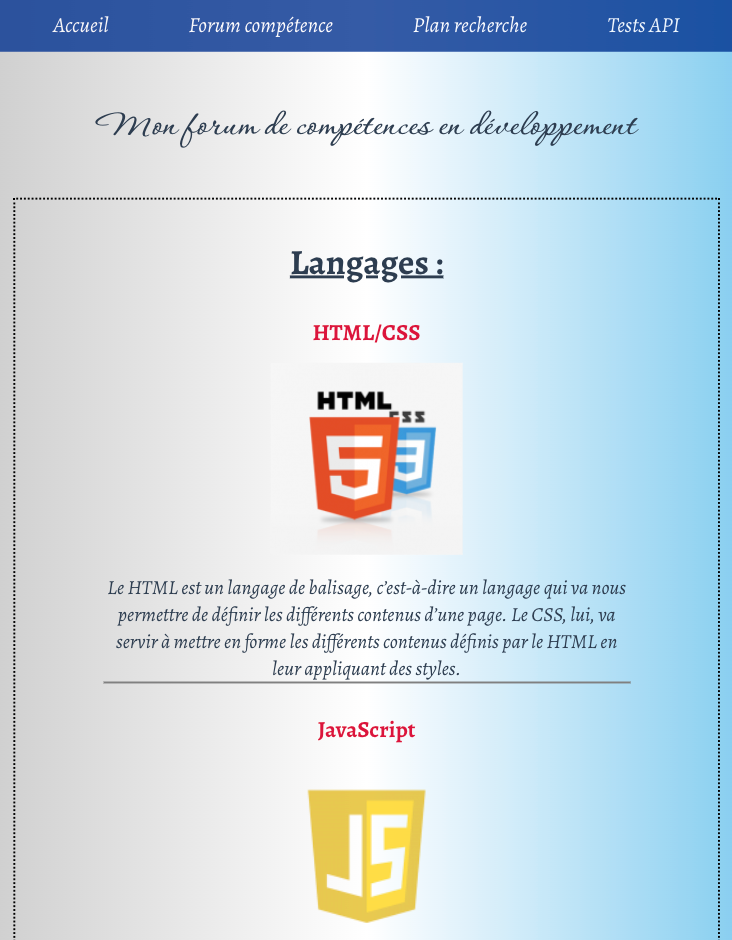 Accueil Forum compétence Plan recherche Tests API
Mon forum de compétences en développement
Langages :
HTML/CSS
HTML
CSS
5
3
Le HTML est un langage de balisage, c'est-à-dire un langage qui va nous
permettre de définir les différents contenus d'une page. Le CSS, lui, va
servir à mettre en forme les différents contenus définis par le HTML en
leur appliquant des styles.
JavaScript
JS